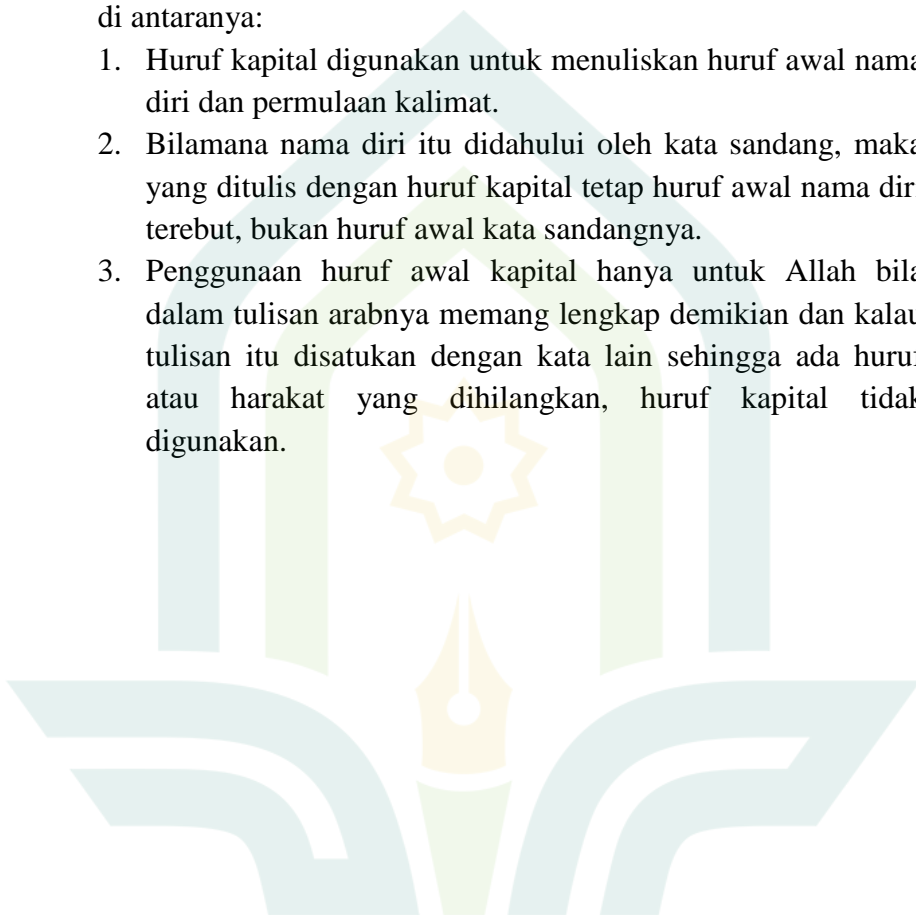 di antaranya:
1. Huruf kapital digunakan untuk menuliskan huruf awal nama
diri dan permulaan kalimat.
2. Bilamana nama diri itu didahului oleh kata sandang, maka
yang ditulis dengan huruf kapital tetap huruf awal nama diri
terebut, bukan huruf awal kata sandangnya.
3. Penggunaan huruf awal kapital hanya untuk Allah bila
dalam tulisan arabnya memang lengkap demikian dan kalau
tulisan itu disatukan dengan kata lain sehingga ada huruf
atau harakat yang dihilangkan, huruf kapital tidak
digunakan.